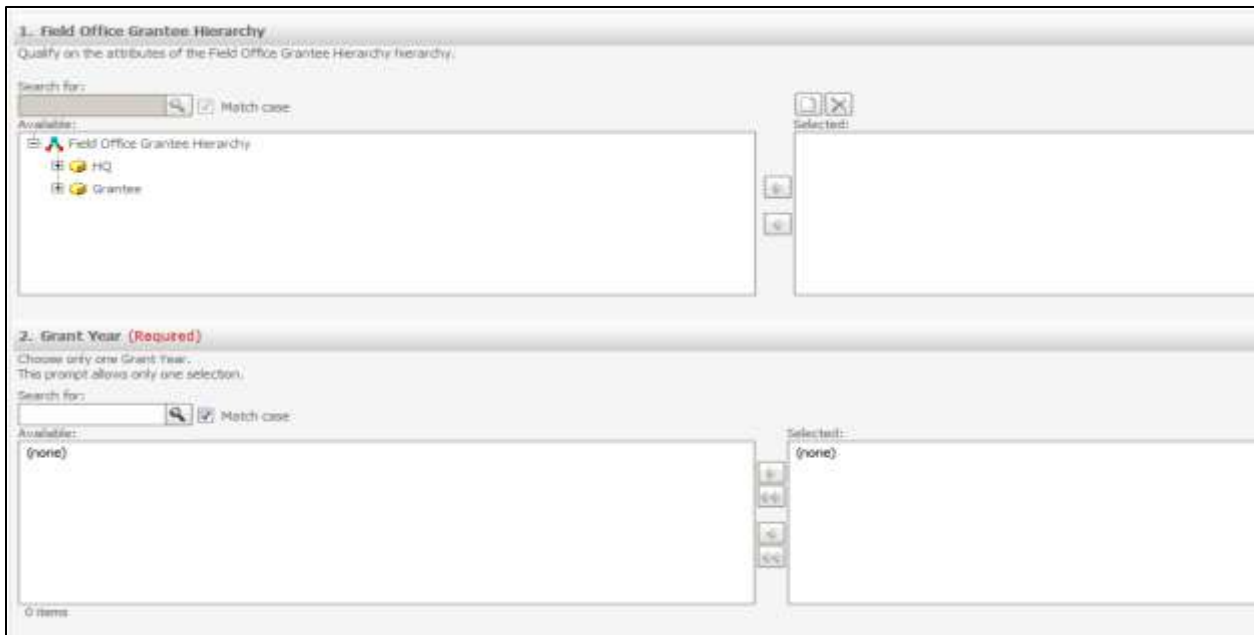 1. Field Office Grantee Hierarchy
Qualify on the attributes of the Field Office Grantee Hierarchy hierarchy.
Search for:
Match case
Available:
Selected:
Field Office Grantee Hierarchy
HQ
Grantee
2. Grant Year (Required)
Choose only one Grant Year.
This prompt allows only one selection.
Search for:
Match case
Available:
Selected:
(none)
(none)
0 items